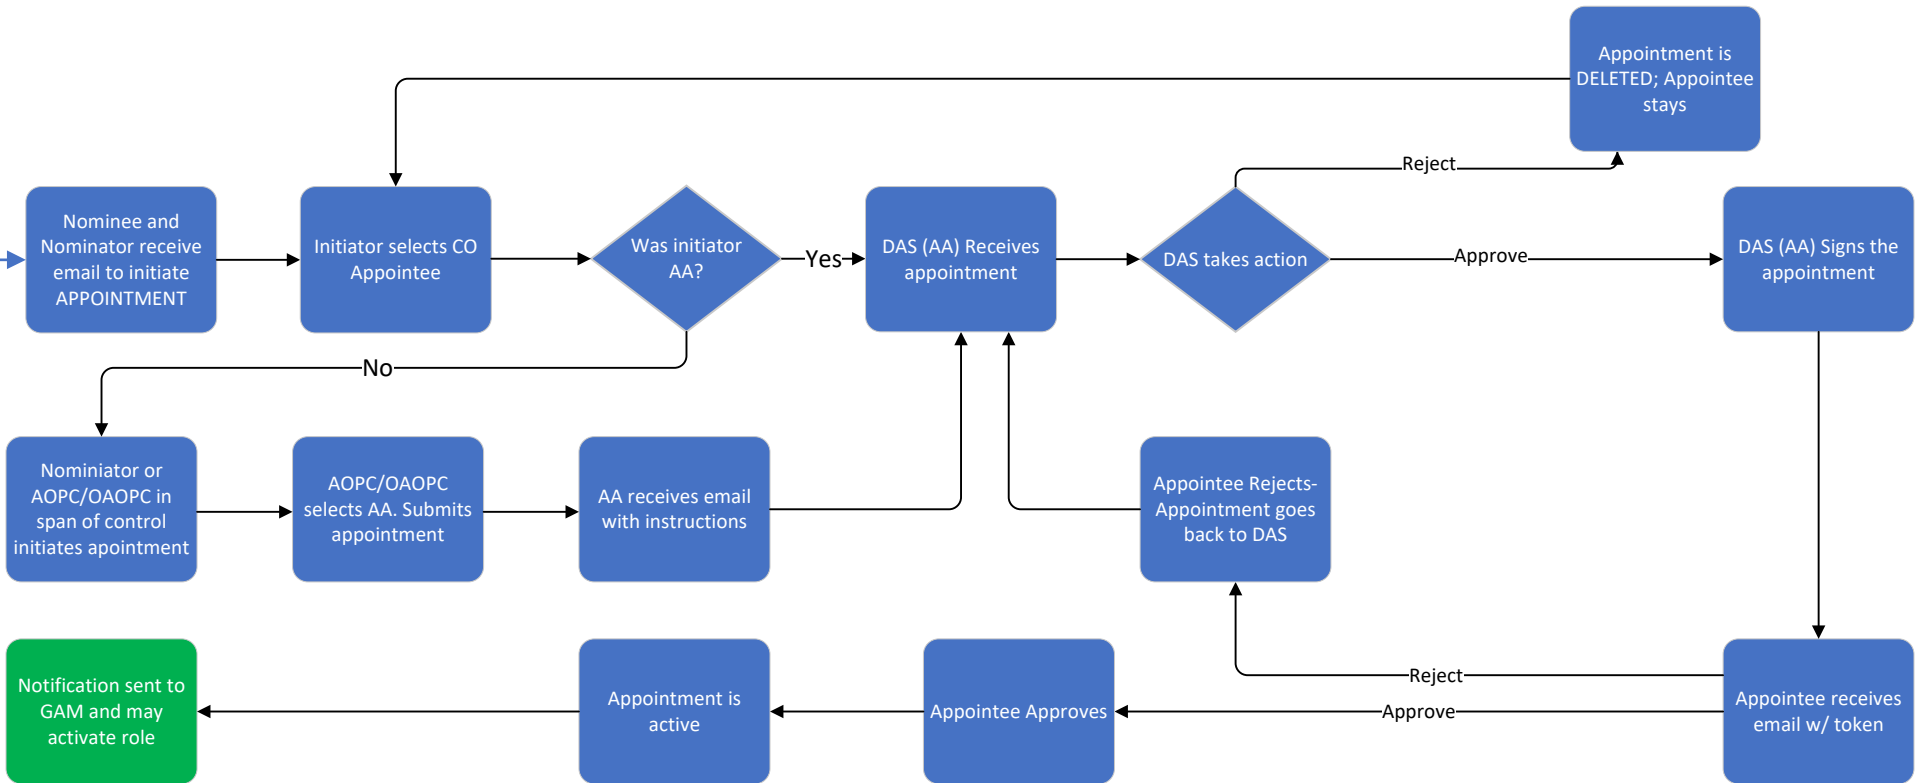 Appointment is
DELETED; Appointee
stays
Reject
Nominee and
Nominator receive
email to initiate
APPOINTMENT
Initiator selects CO
Appointee
Was initiator
AA?
Yes
DAS (AA) Receives
appointment
DAS takes action
Approve
DAS (AA) Signs the
appointment
No
Nominiator or
AOPC/OAOPC in
span of control
initiates apointment
AOPC/OAOPC
selects AA. Submits
appointment
AA receives email
with instructions
Appointee Rejects-
Appointment goes
back to DAS
Notification sent to
GAM and may
activate role
Appointment is
active
Appointee Approves
Reject
Approve
Appointee receives
email w/ token